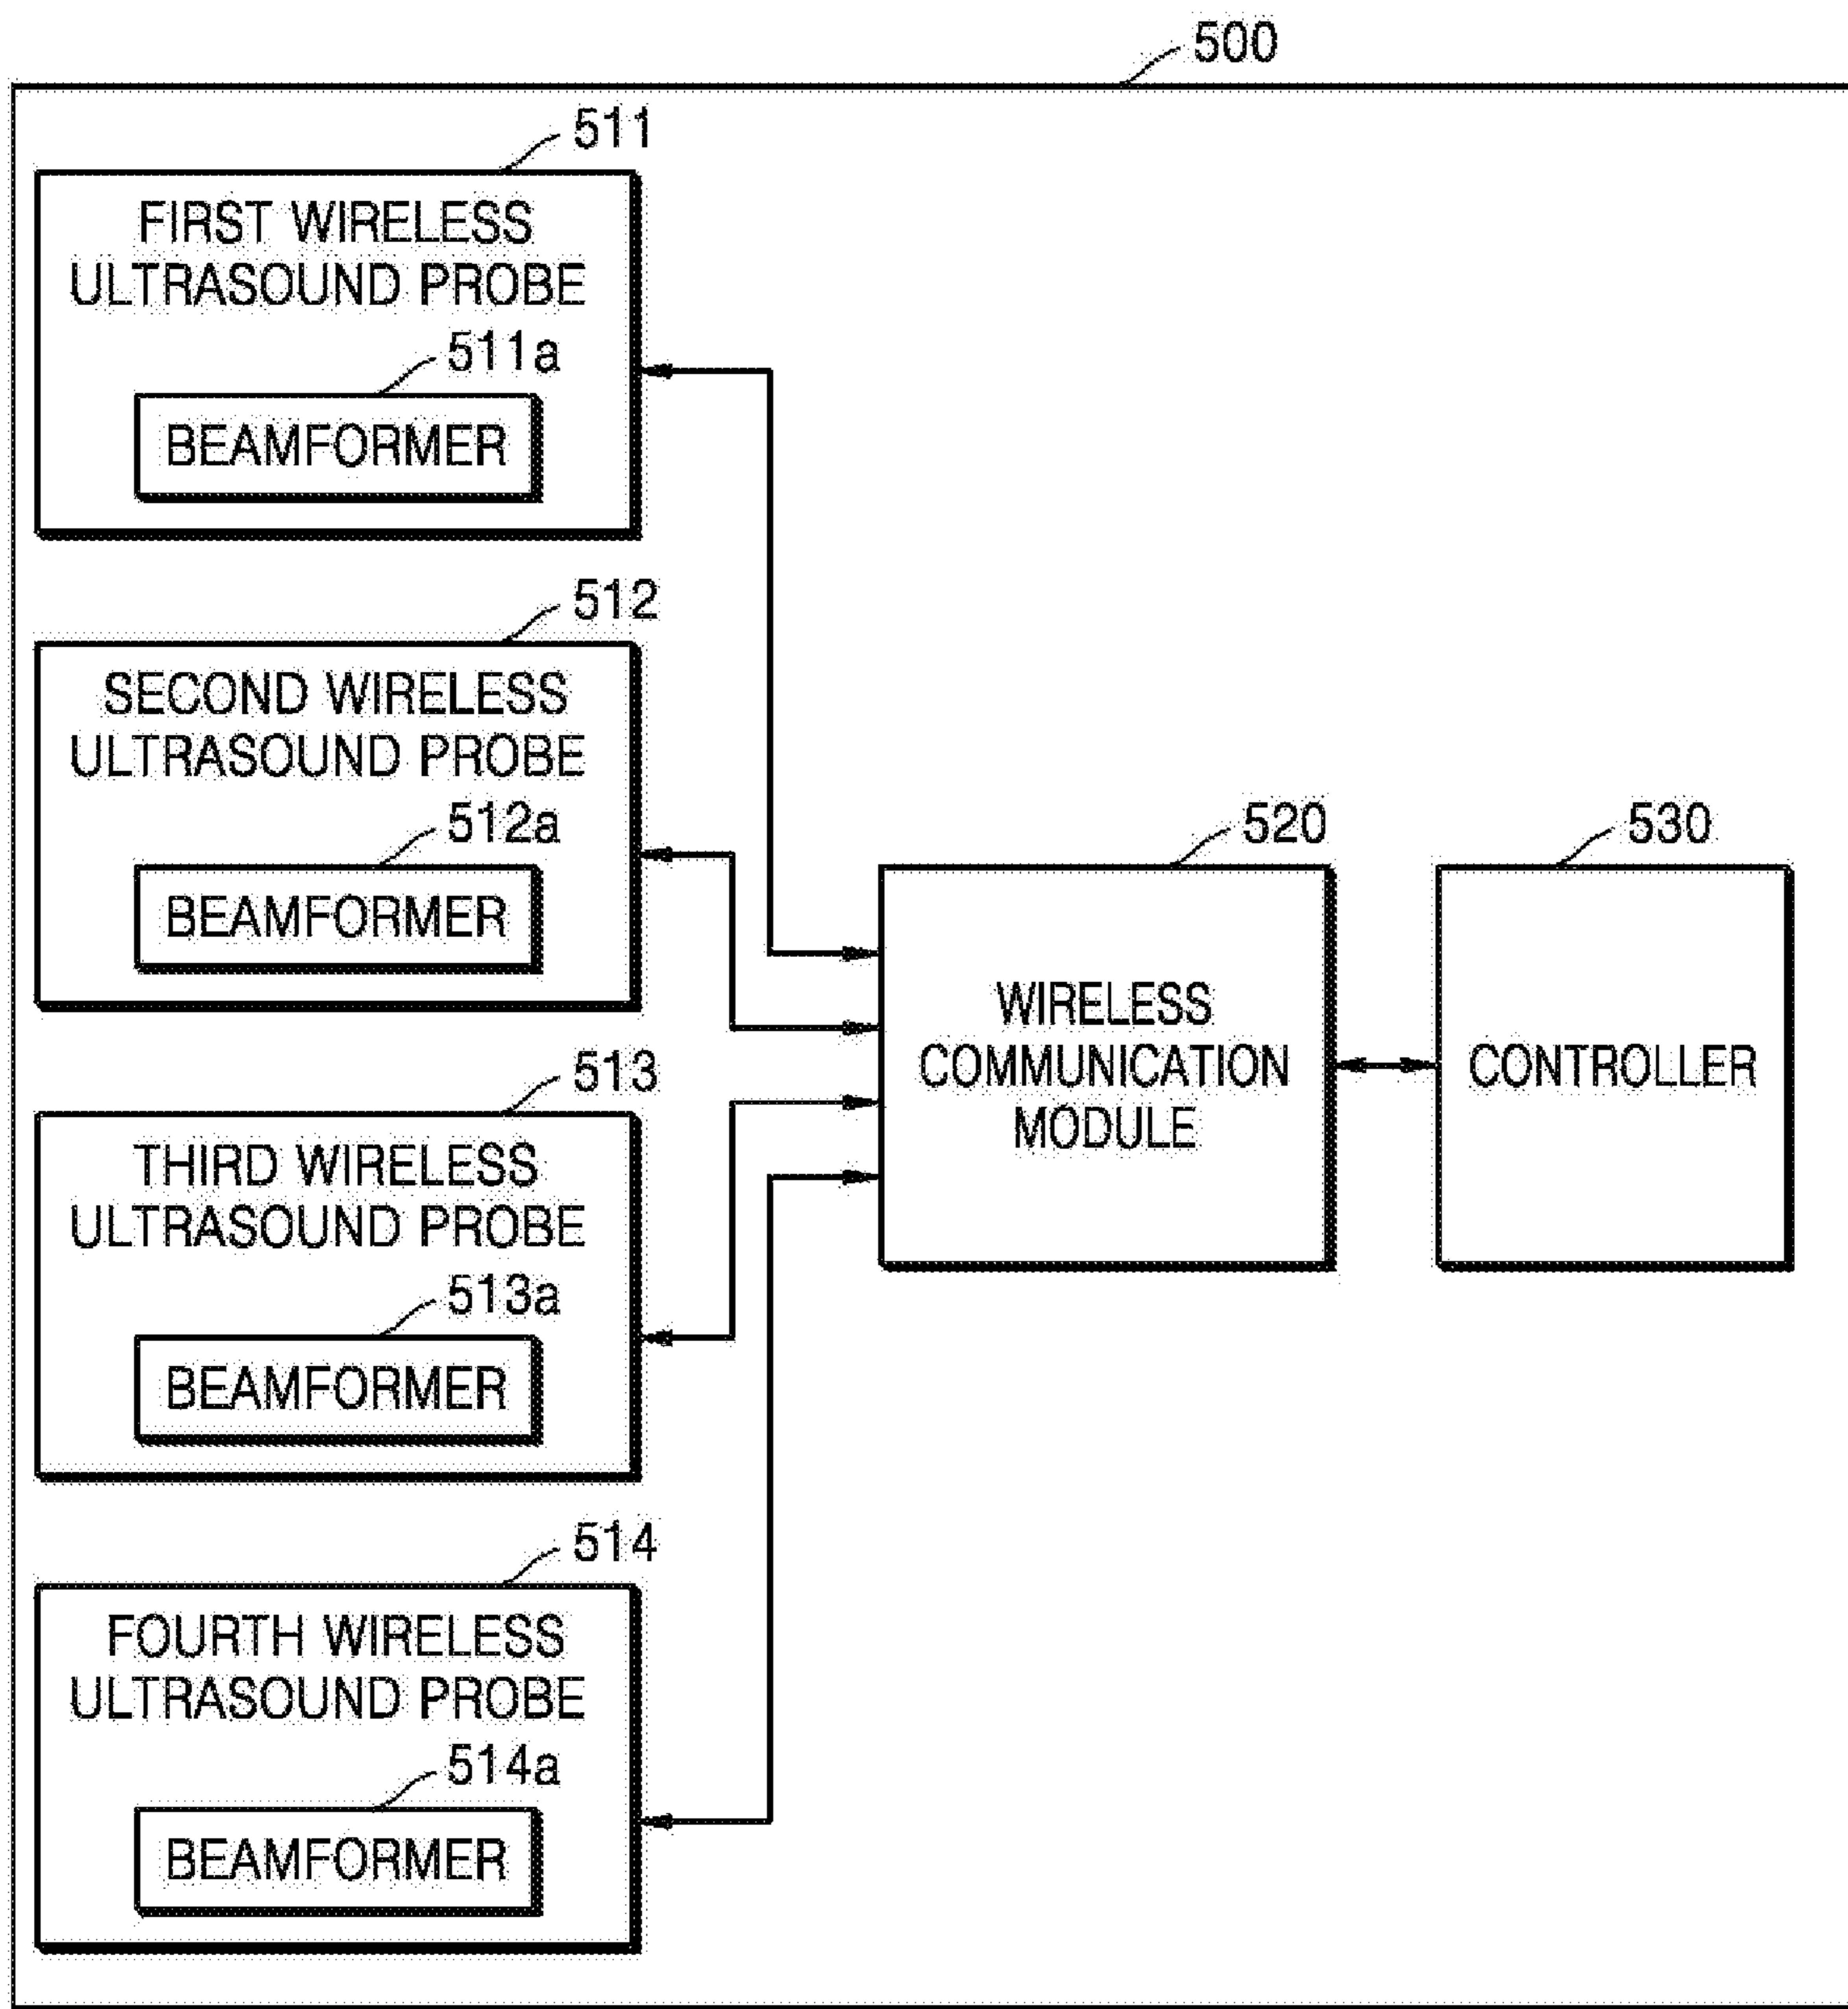 500
511
FIRST WIRELESS
ULTRASOUND PROBE
511a
BEAMFORMER
512
SECOND WIRELESS
ULTRASOUND PROBE
512a
BEAMFORMER
513
THIRD WIRELESS
ULTRASOUND PROBE
513a
BEAMFORMER
514
FOURTH WIRELESS
ULTRASOUND PROBE
514a
BEAMFORMER
520
WIRELESS
COMMUNICATION
MODULE
530
CONTROLLER